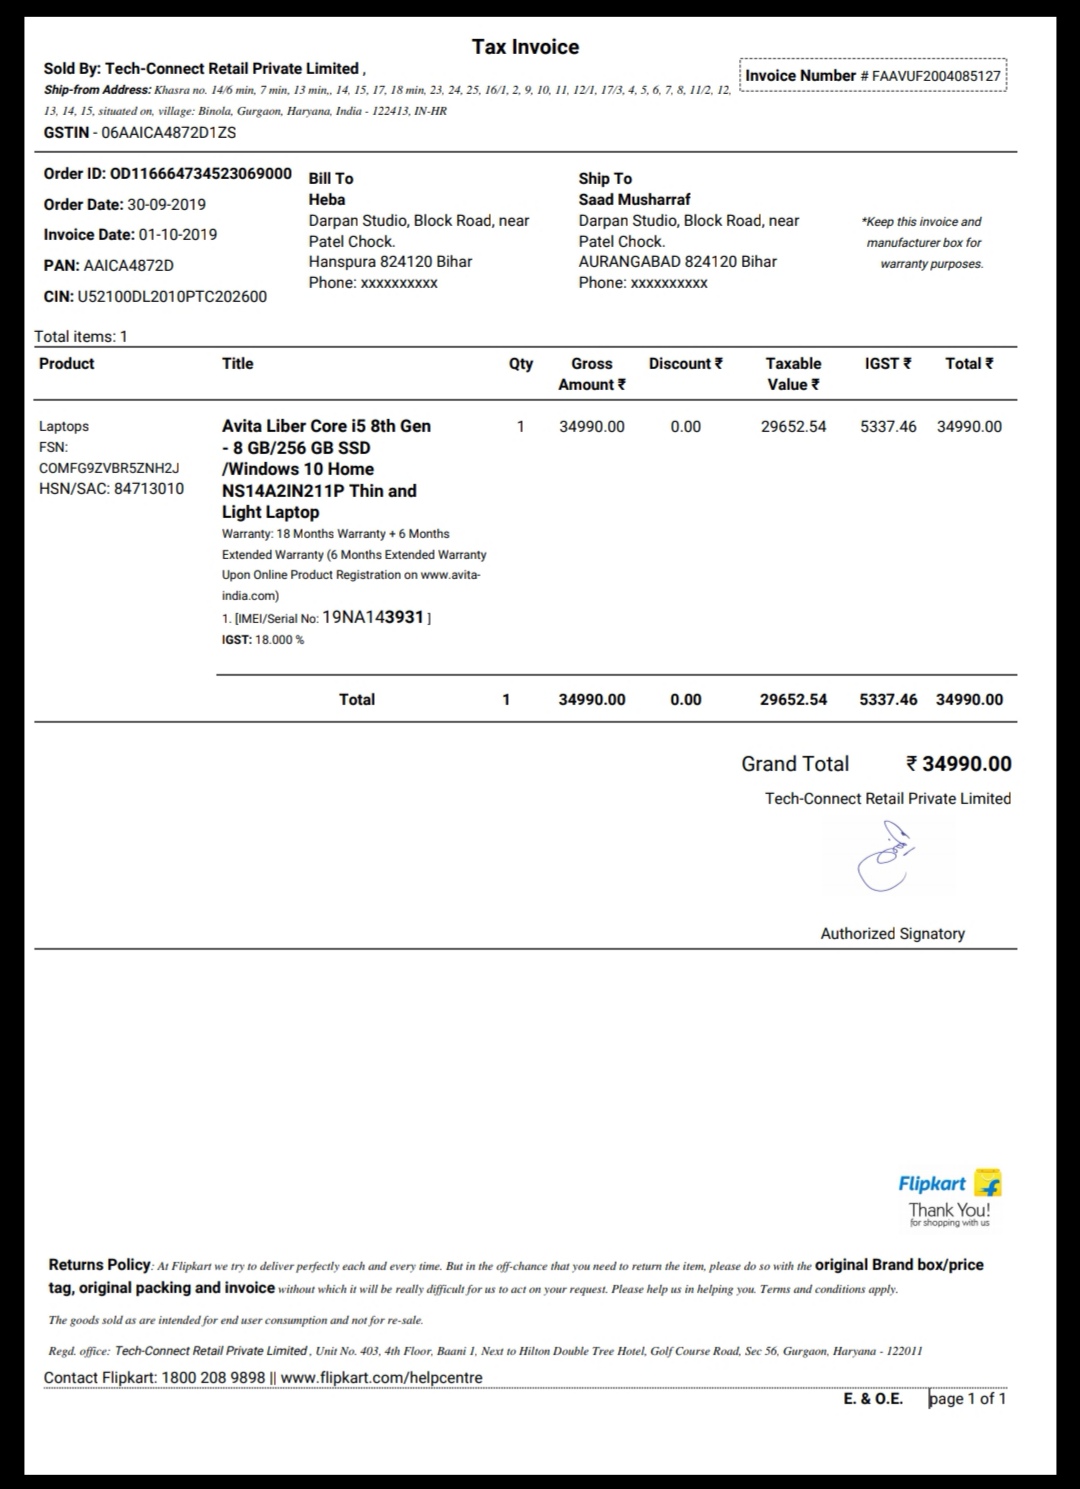 Tax Invoice
Sold By: Tech-Connect Retail Private Limited ,
Invoice Number # FAAVUF2004085127
Ship-from Address: Khasra no. 14/6 min, 7 min, 13 min,, 14, 15, 17, 18 min, 23, 24, 25, 16/1, 2, 9, 10, 11, 12/1, 17/3, 4, 5, 6, 7, 8, 11/2, 12,
13, 14, 15, situated on, village: Binola, Gurgaon, Haryana, India - 122413, IN-HR
GSTIN - 06AAICA4872D1ZS
Order ID: OD116664734523069000
Order Date: 30-09-2019
Invoice Date: 01-10-2019
PAN: AAICA4872D
CIN: U52100DL2010PTC202600
Bill To
Heba
Darpan Studio, Block Road, near
Patel Chock.
Hanspura 824120 Bihar
Phone: xxxxxxxxxx
Ship To
Saad Musharraf
Darpan Studio, Block Road, near
Patel Chock.
AURANGABAD 824120 Bihar
Phone: xxxxxxxxxx
*Keep this invoice and
manufacturer box for
warranty purposes.
Total items: 1
Product Title Qty Gross Amount ₹ Discount ₹ Taxable Value ₹ IGST ₹ Total ₹
Laptops
FSN:
COMFG9ZVBR5ZNH2J
HSN/SAC: 84713010
Avita Liber Core i5 8th Gen
- 8 GB/256 GB SSD
/Windows 10 Home
NS14A2IN211P Thin and
Light Laptop
Warranty: 18 Months Warranty + 6 Months
Extended Warranty (6 Months Extended Warranty
Upon Online Product Registration on www.avita-
india.com)
1. [IMEI/Serial No: 19NA143931 ]
IGST: 18.000 %
1 34990.00 0.00 29652.54 5337.46 34990.00
Total 1 34990.00 0.00 29652.54 5337.46 34990.00
Grand Total ₹ 34990.00
Tech-Connect Retail Private Limited
Authorized Signatory
Flipkart
Thank You!
for shopping with us
Returns Policy: At Flipkart we try to deliver perfectly each and every time. But in the off-chance that you need to return the item, please do so with the original Brand box/price
tag, original packing and invoice without which it will be really difficult for us to act on your request. Please help us in helping you. Terms and conditions apply.
The goods sold as are intended for end user consumption and not for re-sale.
Regd. office: Tech-Connect Retail Private Limited , Unit No. 403, 4th Floor, Baani 1, Next to Hilton Double Tree Hotel, Golf Course Road, Sec 56, Gurgaon, Haryana - 122011
Contact Flipkart: 1800 208 9898 || www.flipkart.com/helpcentre
E. & O.E. page 1 of 1